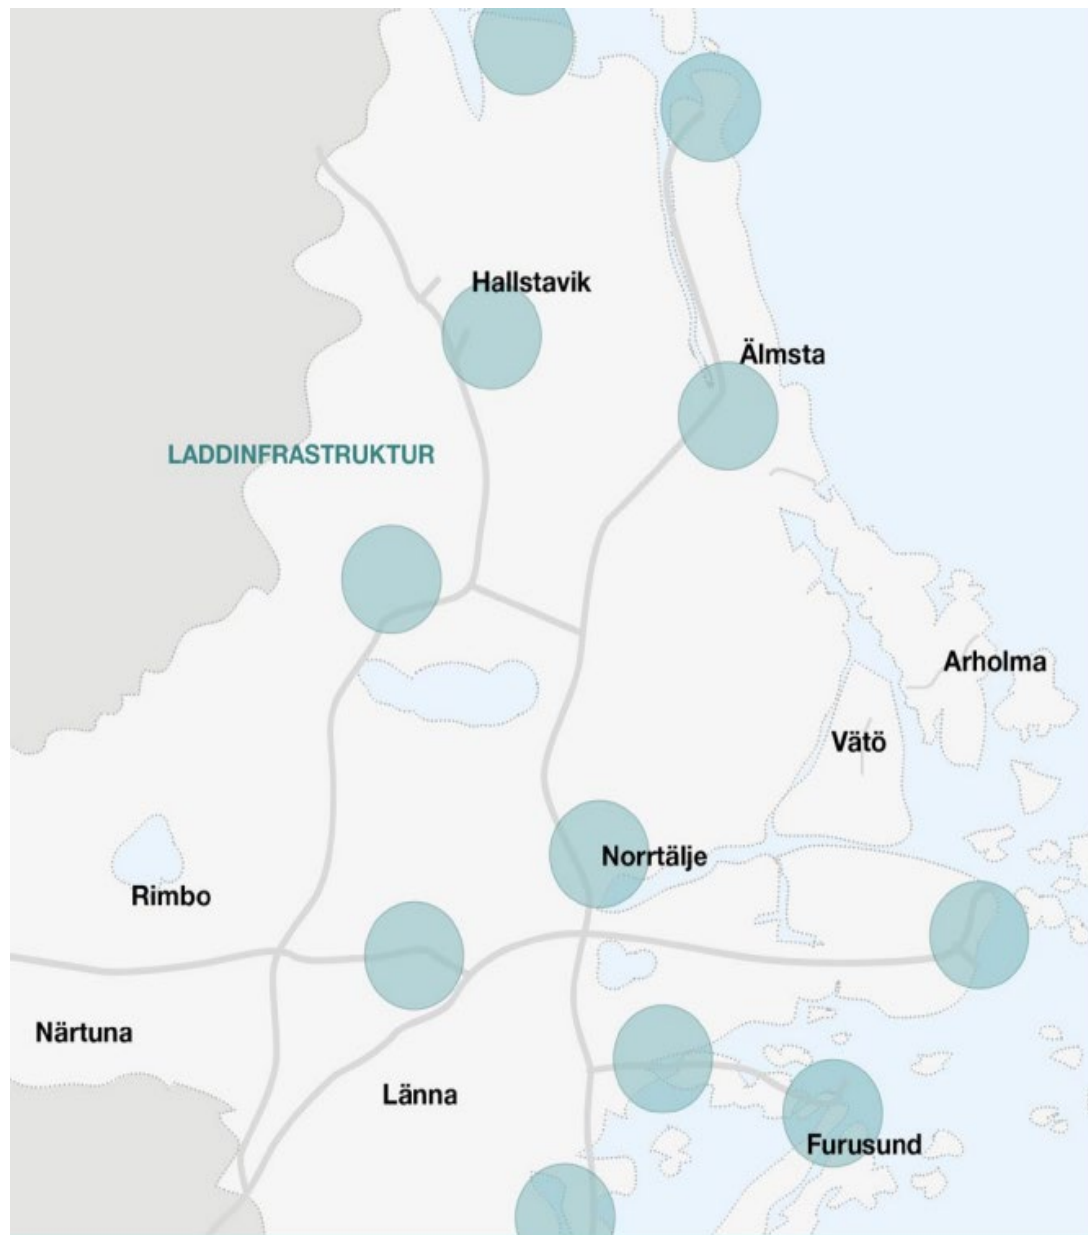 Hallstavik
Älmsta
LADDINFRASTRUKTUR
Arholma
Vätö
Norrtälje
Rimbo
Närtuna
Länna
Furusund